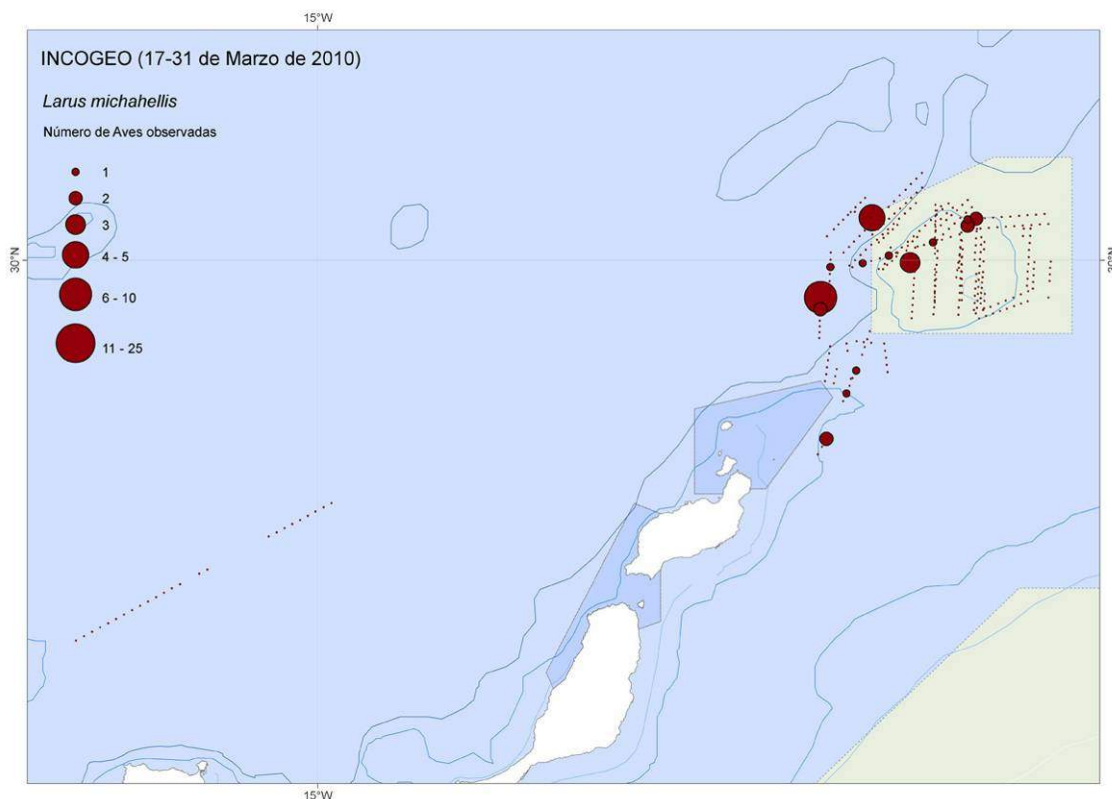 15°W
INCOGEO (17-31 de Marzo de 2010)
Larus michahellis
Número de Aves observadas
1
2
3
4 - 5
6 - 10
11 - 25
30°N
30°N
15°W